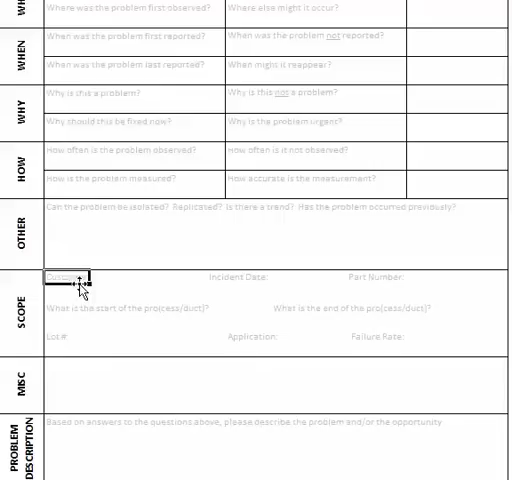 Where was the problem first observed? Where else might it occur?
WHEN
When was the problem first reported? When was the problem not reported?
When was the problem last reported? When might is reappear?
WHY
Why is this a problem? Why is this not a problem?
Why should this be fixed now? Why is the problem urgent?
HOW
How often is the problem observed? How often is it not observed?
How is the problem measured? How accurate is the measurement?
OTHER
Can the problem be isolated? Replicated? Is there a trend? Has the problem occurred previously?
SCOPE
Incident Date: Part Number:
What is the start of the pro(cess/duct)? What is the end of the pro(cess/duct)?
Lot# Application: Failure Rate:
MISC
PROBLEM
DESCRIPTION
Based on answers to the questions above, please describe the problem and/or the opportunity